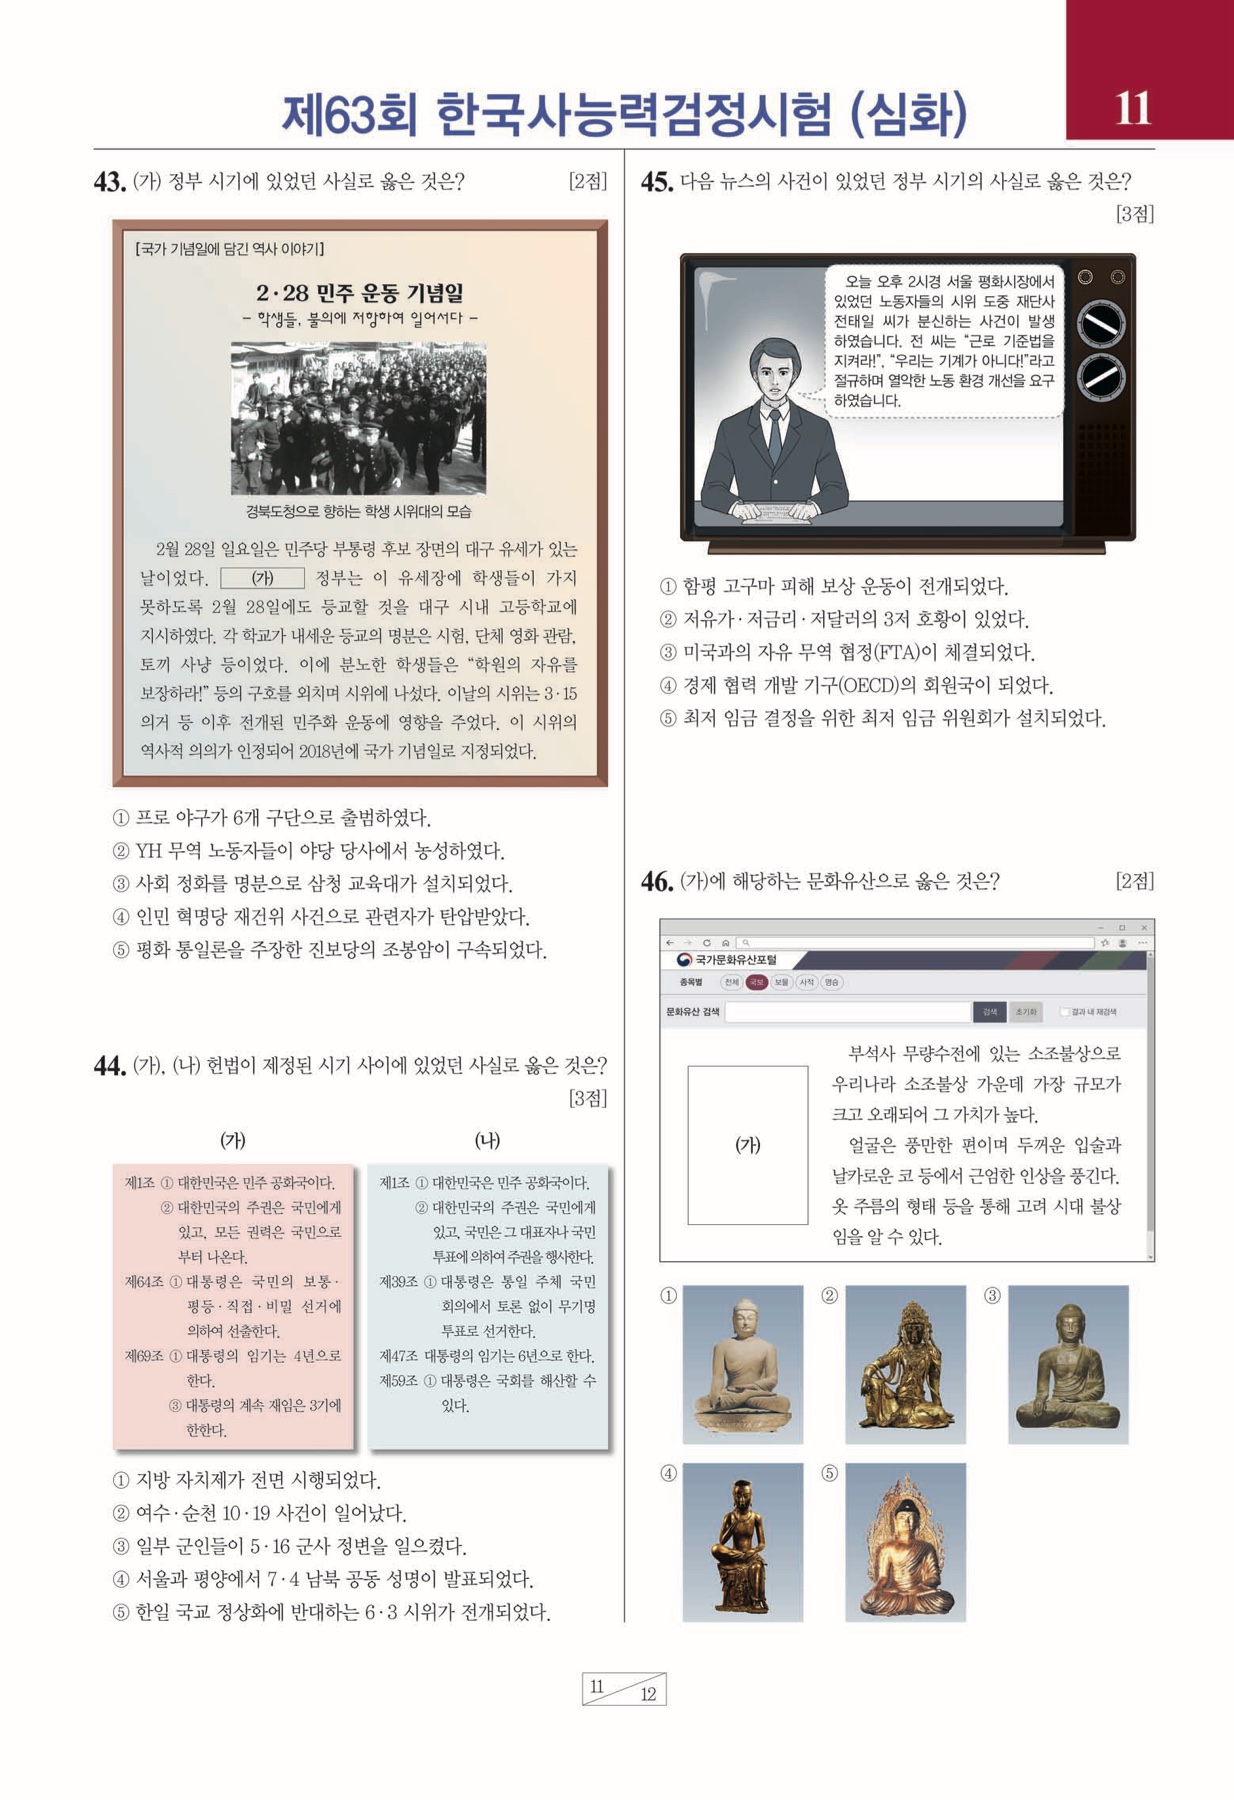 제63회 한국사능력검정시험 (심화)
11
43. (가) 정부 시기에 있었던 사실로 옳은 것은? [2점]
[국가 기념일에 담긴 역사 이야기]
2·28 민주 운동 기념일
- 학생들, 불의에 저항하여 일어서다 -
경북도청으로 향하는 학생 시위대의 모습
2월 28일 일요일은 민주당 부통령 후보 장면의 대구 유세가 있는
날이었다. (가) 정부는 이 유세장에 학생들이 가지
못하도록 2월 28일에도 등교할 것을 대구 시내 고등학교에
지시하였다. 각 학교가 내세운 등교의 명분은 시험, 단체 영화 관람,
토끼 사냥 등이었다. 이에 분노한 학생들은 “학원의 자유를
보장하라!” 등의 구호를 외치며 시위에 나섰다. 이날의 시위는 3·15
의거 등 이후 전개된 민주화 운동에 영향을 주었다. 이 시위의
역사적 의의가 인정되어 2018년에 국가 기념일로 지정되었다.
① 프로 야구가 6개 구단으로 출범하였다.
② YH 무역 노동자들이 야당 당사에서 농성하였다.
③ 사회 정화를 명분으로 삼청 교육대가 설치되었다.
④ 인민 혁명당 재건위 사건으로 관련자가 탄압받았다.
⑤ 평화 통일론을 주장한 진보당의 조봉암이 구속되었다.
44. (가), (나) 헌법이 제정된 시기 사이에 있었던 사실로 옳은 것은?
[3점]
(가)
제1조 ① 대한민국은 민주 공화국이다.
② 대한민국의 주권은 국민에게
있고, 모든 권력은 국민으로
부터 나온다.
제64조 ① 대통령은 국민의 보통·
평등·직접·비밀 선거에
의하여 선출한다.
제69조 ① 대통령의 임기는 4년으로
한다.
③ 대통령의 계속 재임은 3기에
한한다.
(나)
제1조 ① 대한민국은 민주 공화국이다.
② 대한민국의 주권은 국민에게
있고, 국민은 그 대표자나 국민
투표에 의하여 주권을 행사한다.
제39조 ① 대통령은 통일 주체 국민
회의에서 토론 없이 무기명
투표로 선거한다.
제47조 대통령의 임기는 6년으로 한다.
제59조 ① 대통령은 국회를 해산할 수
있다.
① 지방 자치제가 전면 시행되었다.
② 여수·순천 10·19 사건이 일어났다.
③ 일부 군인들이 5·16 군사 정변을 일으켰다.
④ 서울과 평양에서 7·4 남북 공동 성명이 발표되었다.
⑤ 한일 국교 정상화에 반대하는 6·3 시위가 전개되었다.
45. 다음 뉴스의 사건이 있었던 정부 시기의 사실로 옳은 것은?
[3점]
오늘 오후 2시경 서울 평화시장에서
있었던 노동자들의 시위 도중 재단사
전태일 씨가 분신하는 사건이 발생
하였습니다. 전 씨는 “근로 기준법을
지켜라!”, “우리는 기계가 아니다!”라고
절규하며 열악한 노동 환경 개선을 요구
하였습니다.
① 함평 고구마 피해 보상 운동이 전개되었다.
② 저유가·저금리·저달러의 3저 호황이 있었다.
③ 미국과의 자유 무역 협정(FTA)이 체결되었다.
④ 경제 협력 개발 기구(OECD)의 회원국이 되었다.
⑤ 최저 임금 결정을 위한 최저 임금 위원회가 설치되었다.
46. (가)에 해당하는 문화유산으로 옳은 것은? [2점]
국가문화유산포털
종목별 전체 국보 보물 사적 명승
문화유산 검색 검색 초기화 결과 내 재검색
(가)
부석사 무량수전에 있는 소조불상으로
우리나라 소조불상 가운데 가장 규모가
크고 오래되어 그 가치가 높다.
얼굴은 풍만한 편이며 두꺼운 입술과
날카로운 코 등에서 근엄한 인상을 풍긴다.
옷 주름의 형태 등을 통해 고려 시대 불상
임을 알 수 있다.
① ② ③
④ ⑤
11 12